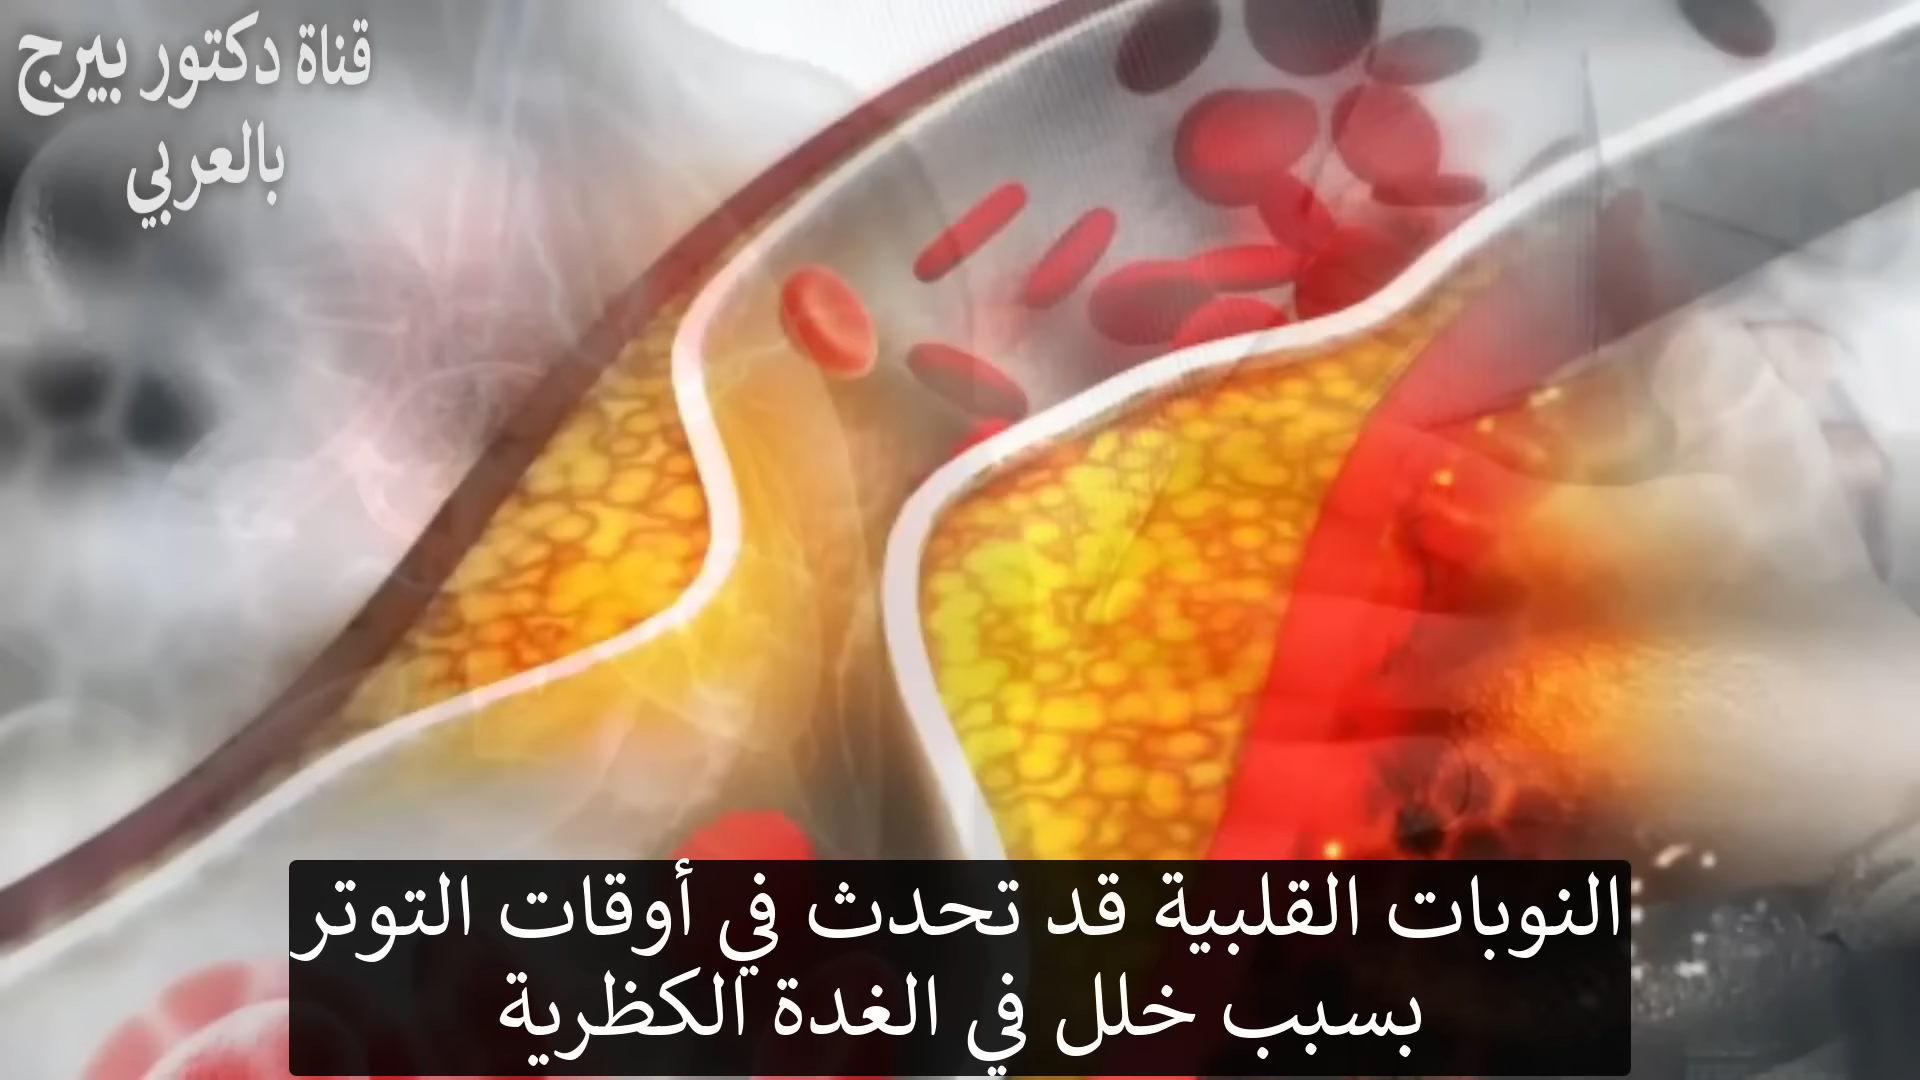 قناة دكتور بيرج
بالعربي
النوبات القلبية قد تحدث في أوقات التوتر
بسبب خلل في الغدة الكظرية